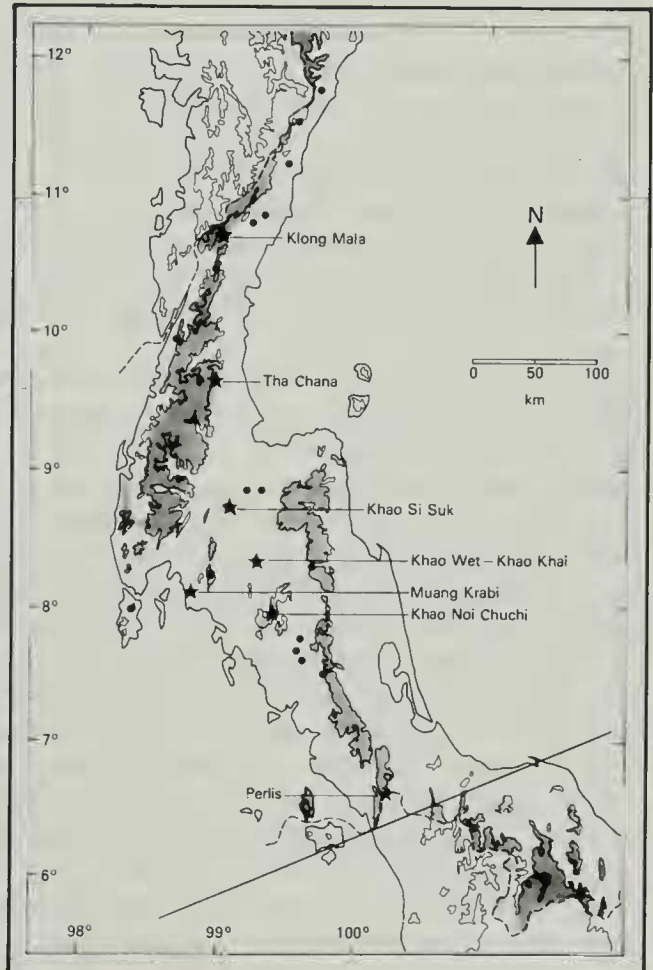 12°
11°
N
Klong Mala
10°
0 50 100
km
Tha Chana
9°
Khao Si Suk
Khao Wet – Khao Khai
Muang Krabi
8°
Khao Noi Chuchi
7°
Perlis
6°
98° 99° 100°